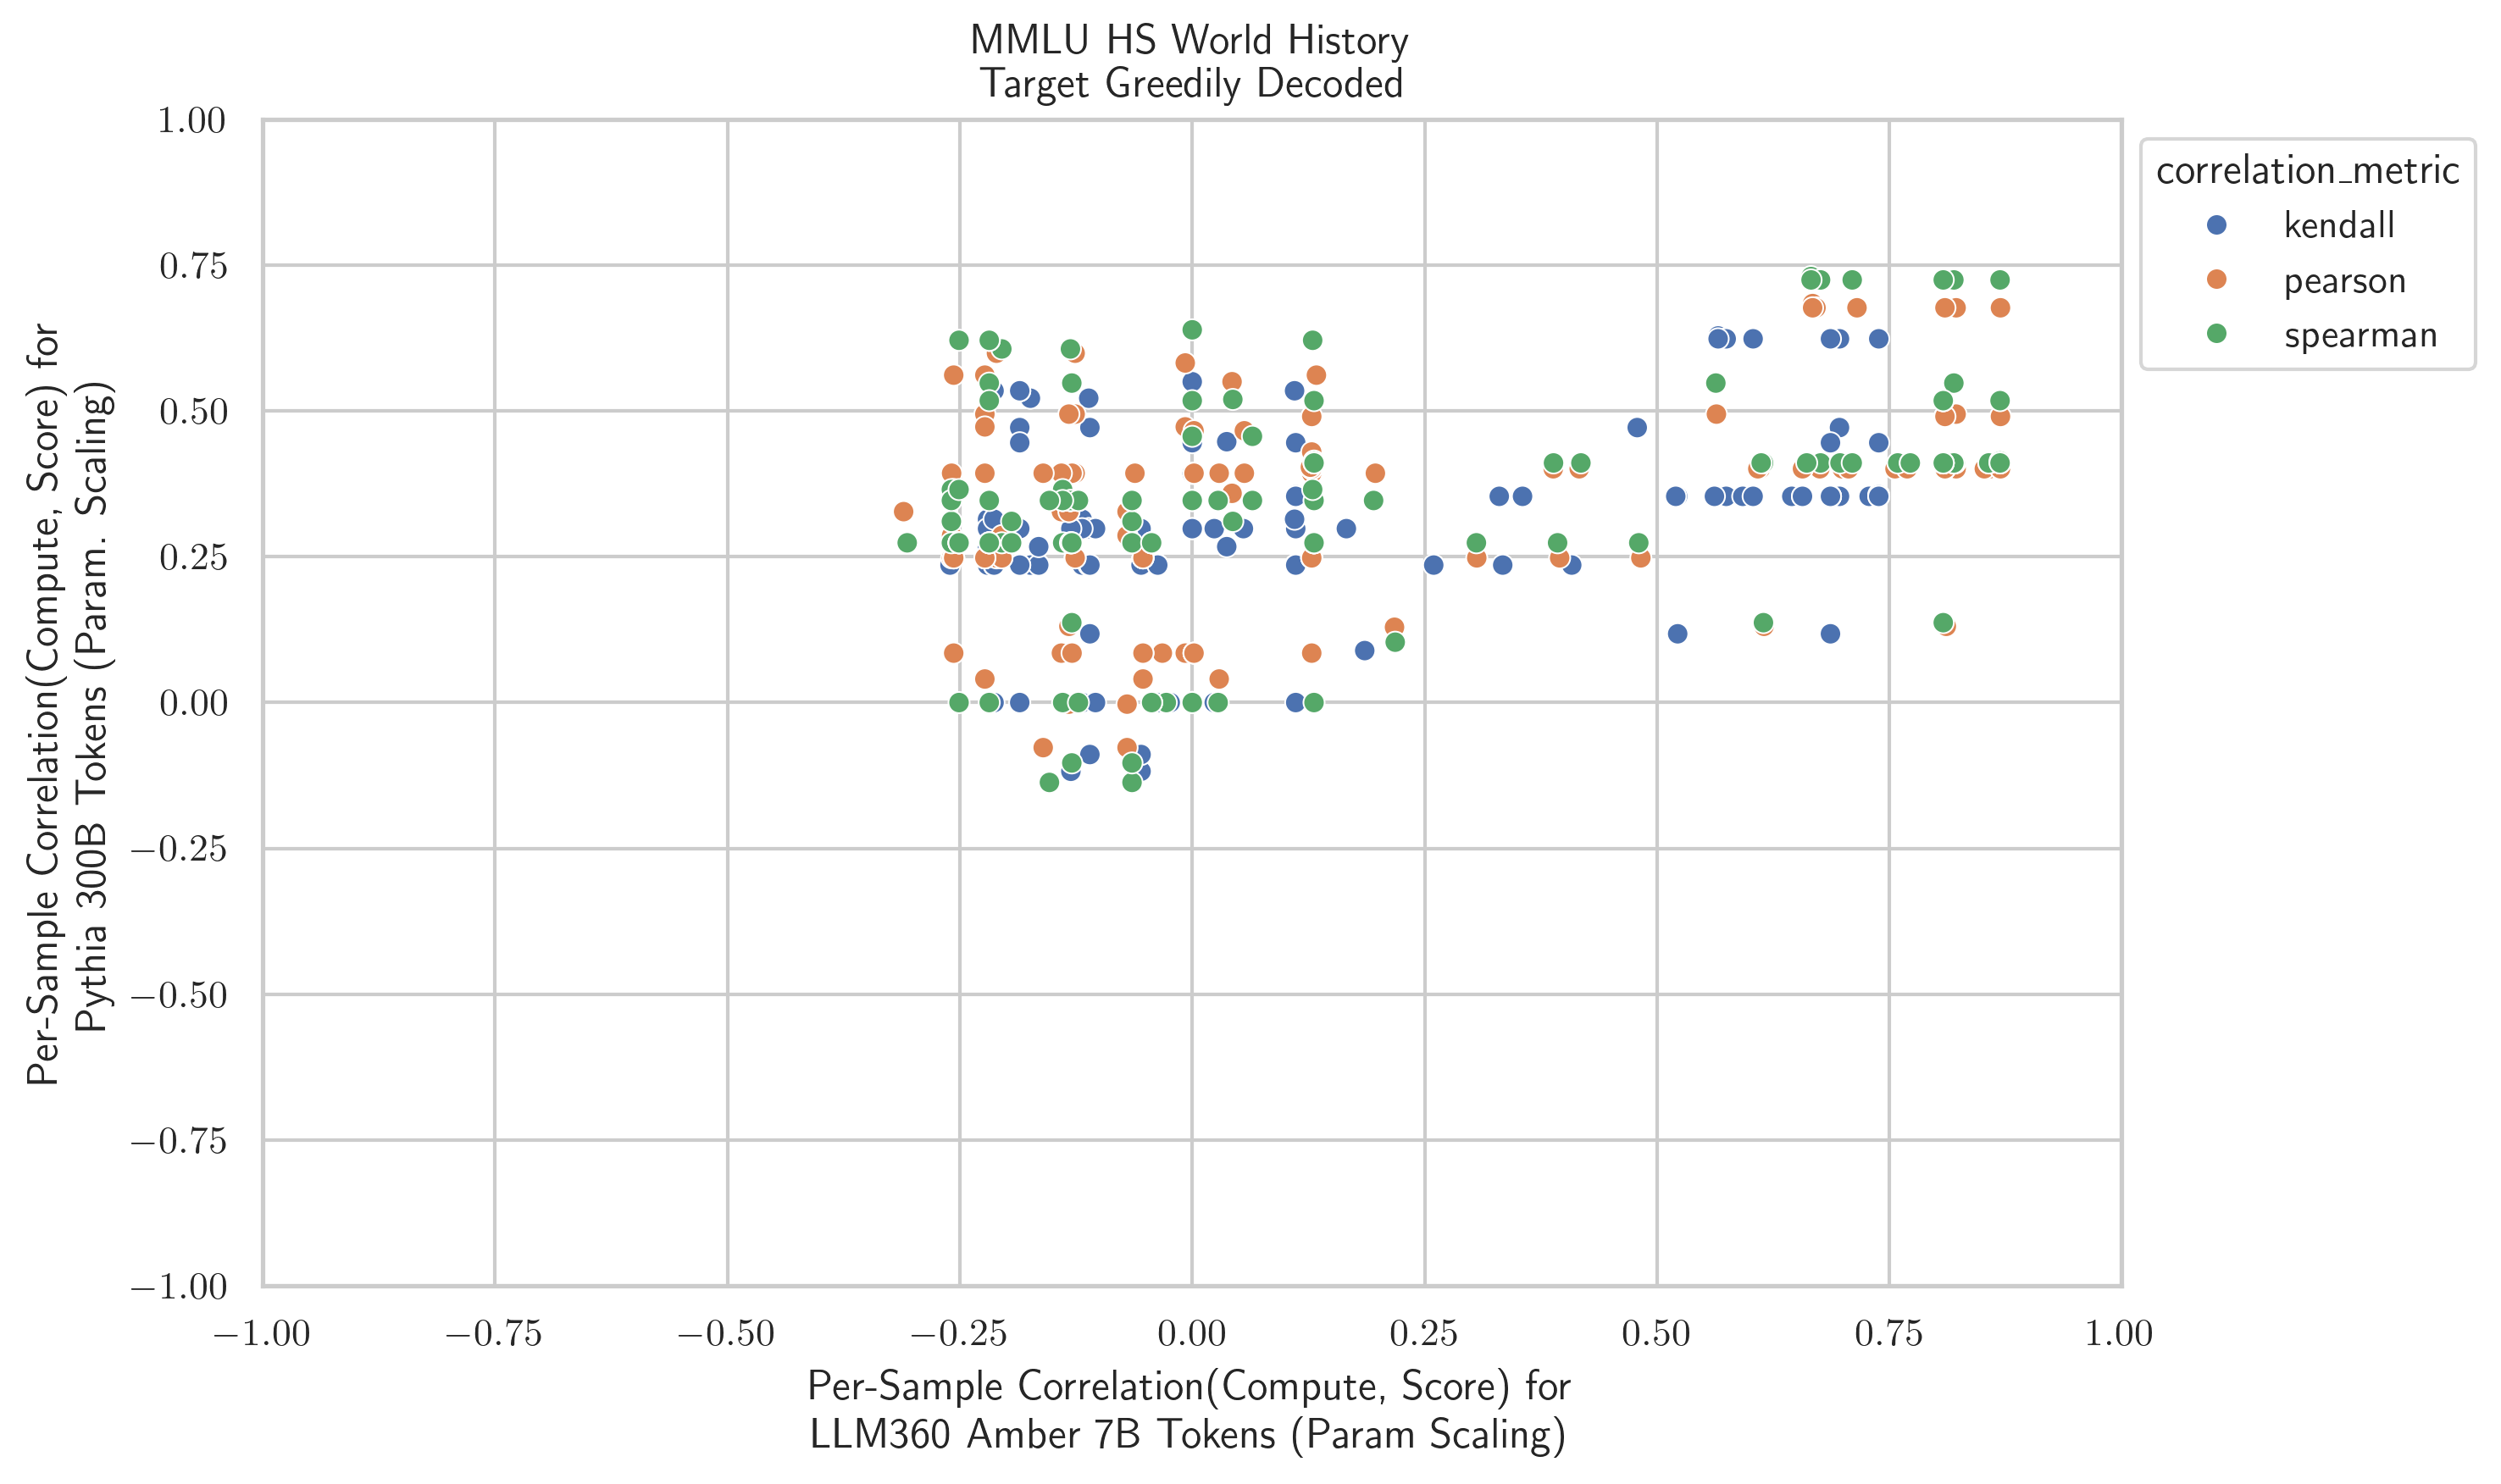 MMLU HS World History
Target Greedily Decoded
Per-Sample Correlation(Compute, Score) for
Pythia 300B Tokens (Param. Scaling)
1.00
0.75
0.50
0.25
0.00
−0.25
−0.50
−0.75
−1.00
−1.00 −0.75 −0.50 −0.25 0.00 0.25 0.50 0.75 1.00
Per-Sample Correlation(Compute, Score) for
LLM360 Amber 7B Tokens (Param Scaling)
correlation_metric
kendall
pearson
spearman